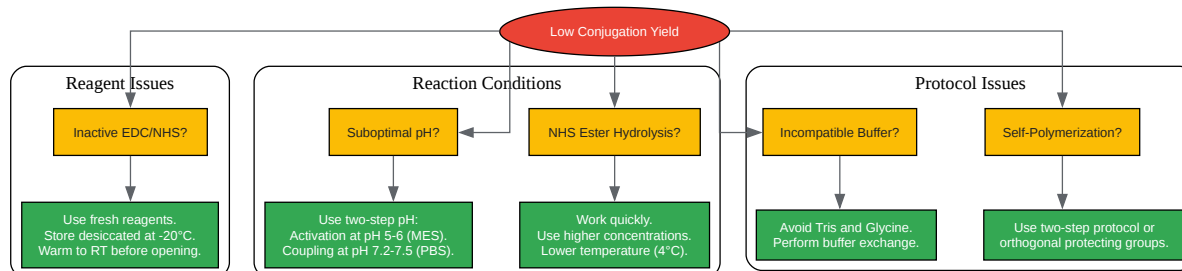 Low Conjugation Yield
Reagent Issues
Reaction Conditions
Protocol Issues
Inactive EDC/NHS?
Suboptimal pH?
NHS Ester Hydrolysis?
Incompatible Buffer?
Self-Polymerization?
Use fresh reagents.
Store desiccated at -20°C.
Warm to RT before opening.
Use two-step pH:
Activation at pH 5-6 (MES).
Coupling at pH 7.2-7.5 (PBS).
Work quickly.
Use higher concentrations.
Lower temperature (4°C).
Avoid Tris and Glycine.
Perform buffer exchange.
Use two-step protocol or
orthogonal protecting groups.